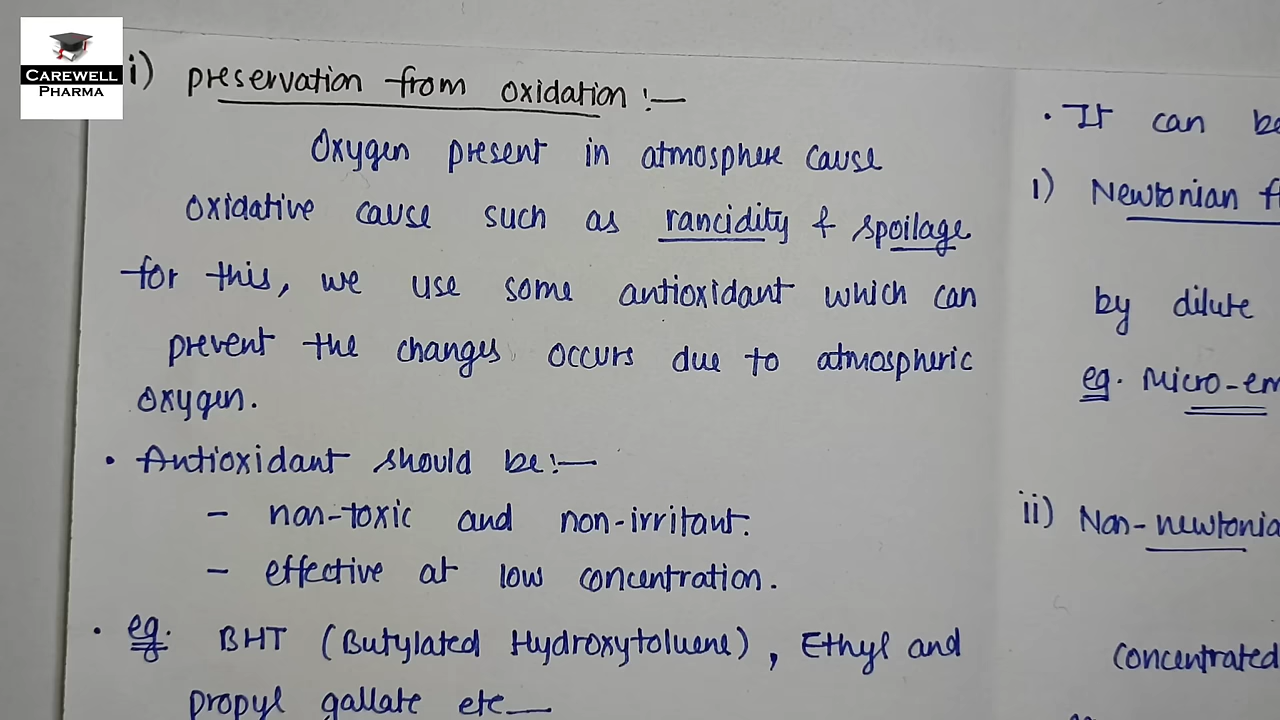 CAREWELL
PHARMA
i) preservation from oxidation :—
Oxygen present in atmosphere cause
oxidative cause such as rancidity & spoilage
for this, we use some antioxidant which can
prevent the changes occurs due to atmospheric
oxygen.
• Antioxidant should be:—
– non-toxic and non-irritant.
– effective at low concentration.
• eg. BHT (Butylated Hydroxytoluene), Ethyl and
propyl gallate etc—
• It can be
1) Newtonian f
by dilute
eg. Micro-em
ii) Non-newtonia
concentrated